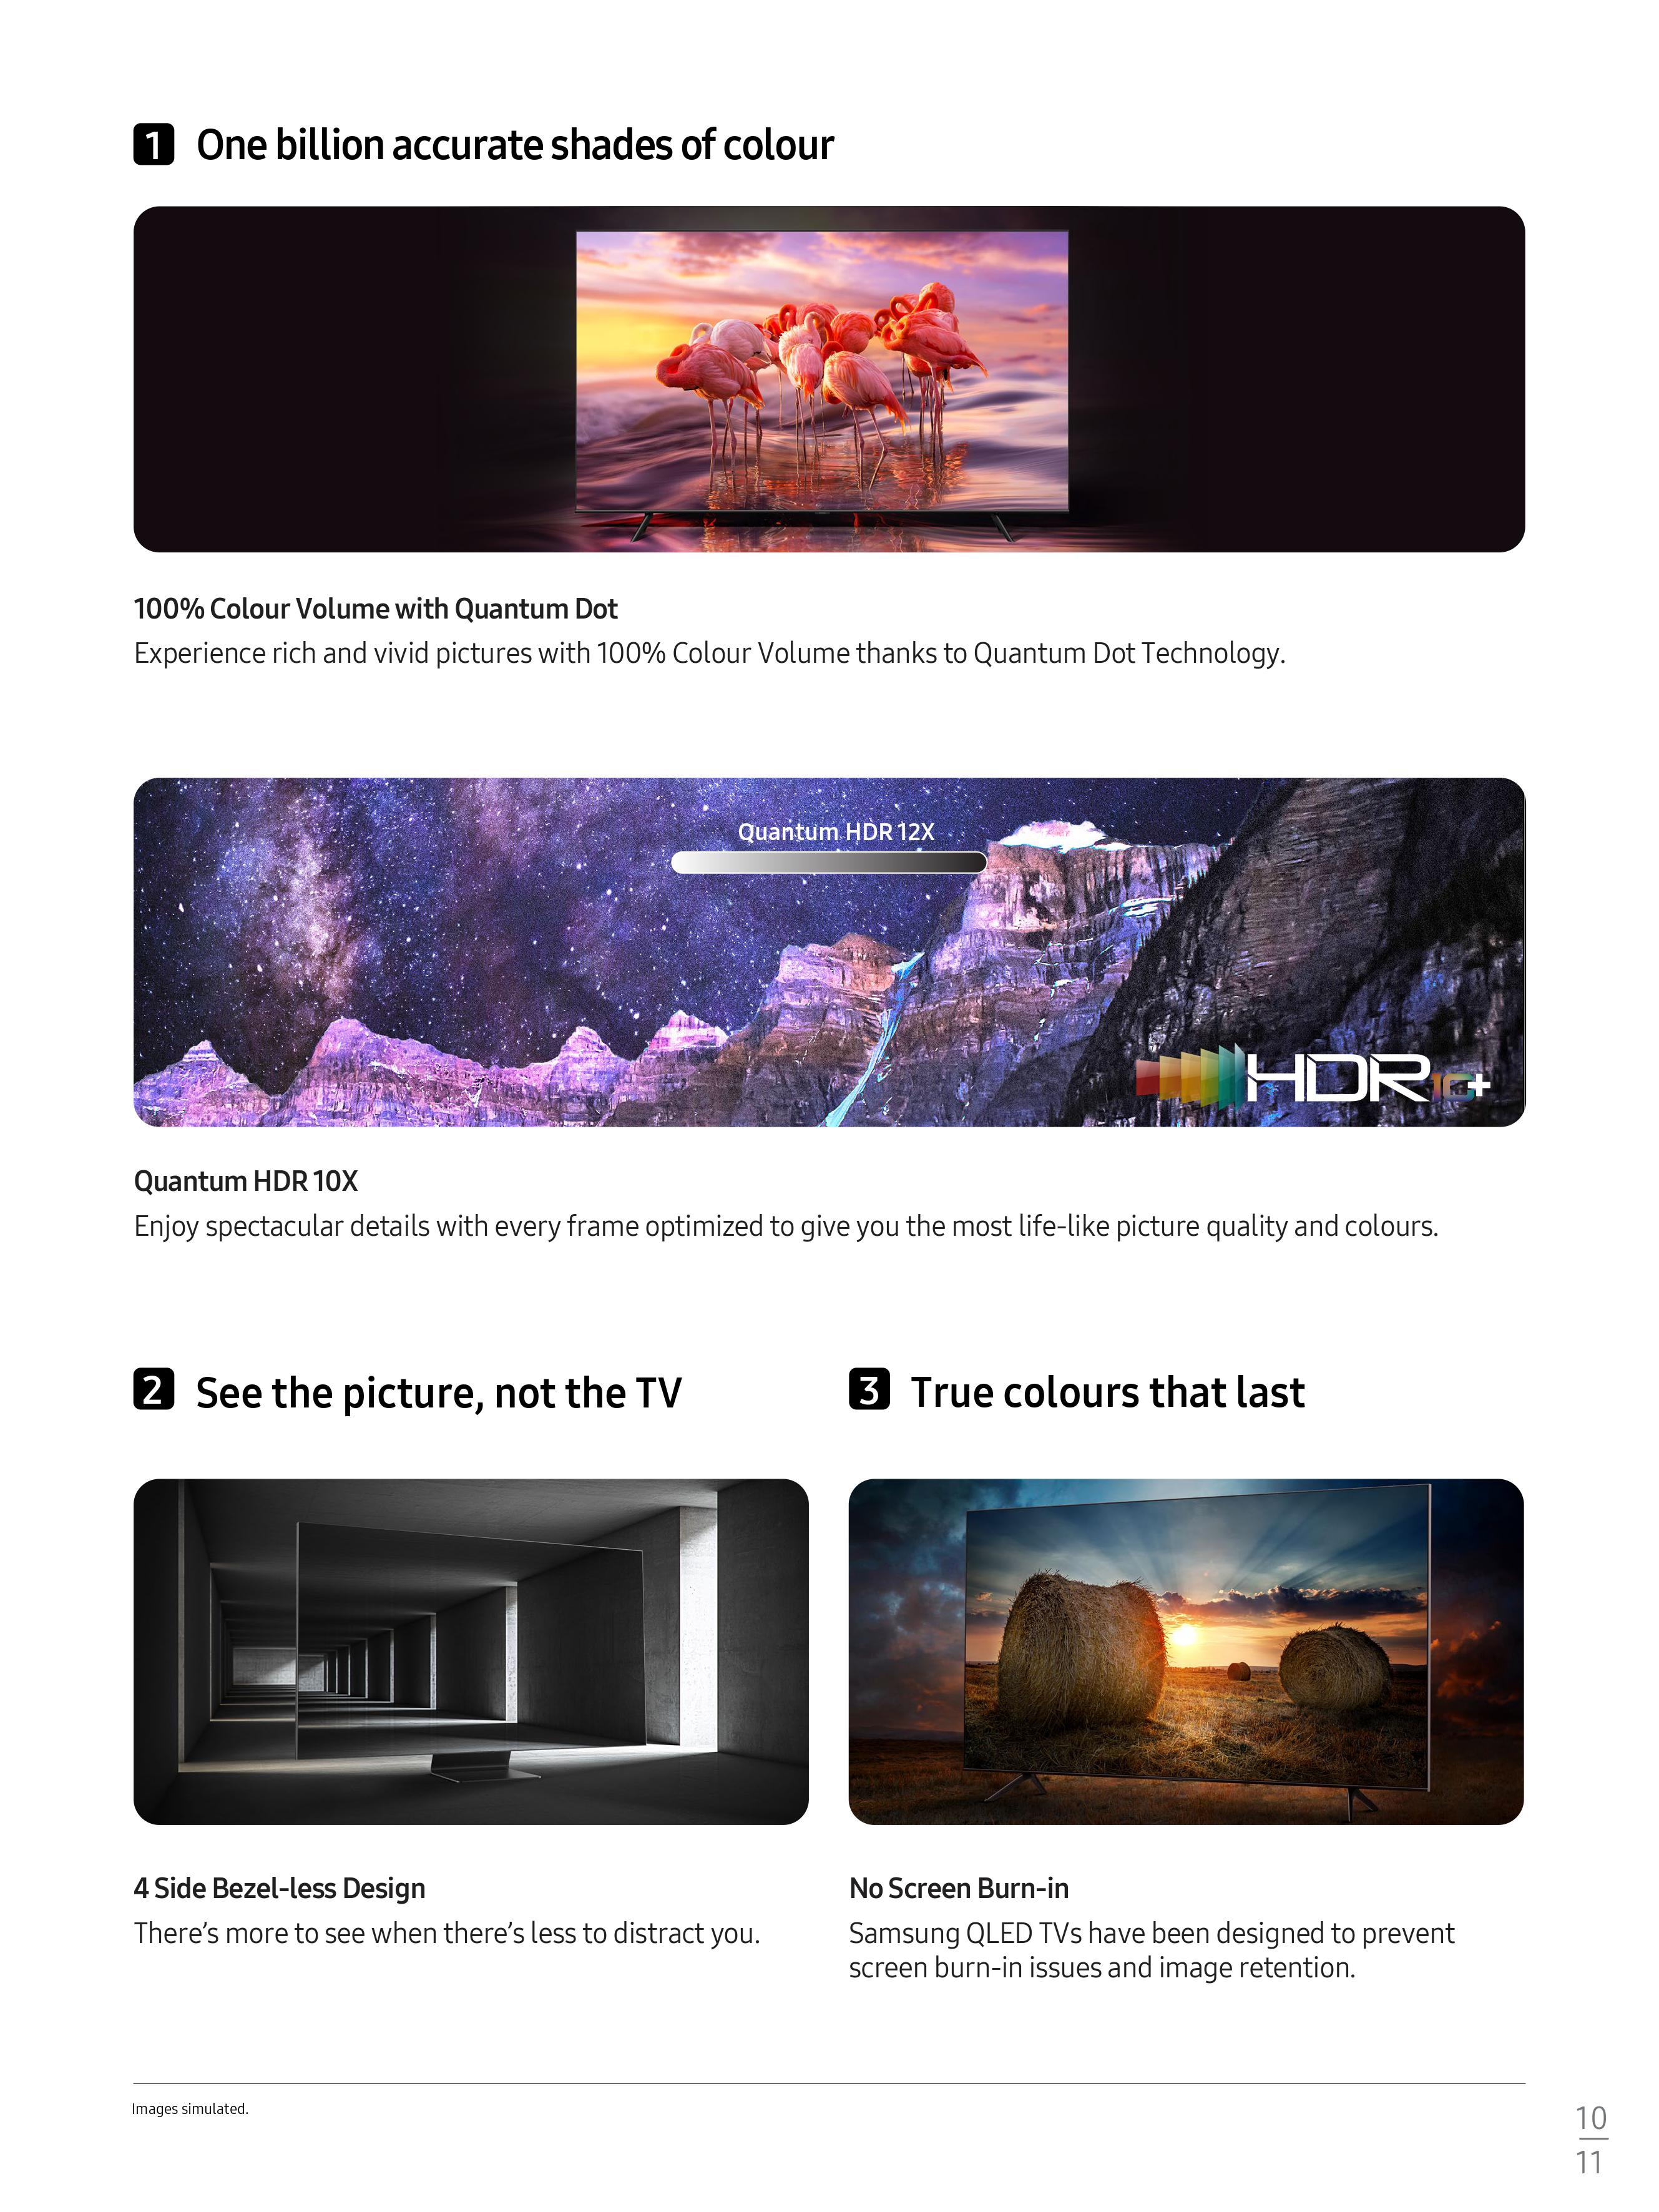 1 One billion accurate shades of colour
100% Colour Volume with Quantum Dot
Experience rich and vivid pictures with 100% Colour Volume thanks to Quantum Dot Technology.
Quantum HDR 12X
HDR10+
Quantum HDR 10X
Enjoy spectacular details with every frame optimized to give you the most life-like picture quality and colours.
2 See the picture, not the TV
4 Side Bezel-less Design
There’s more to see when there’s less to distract you.
3 True colours that last
No Screen Burn-in
Samsung QLED TVs have been designed to prevent
screen burn-in issues and image retention.
Images simulated.
10
11